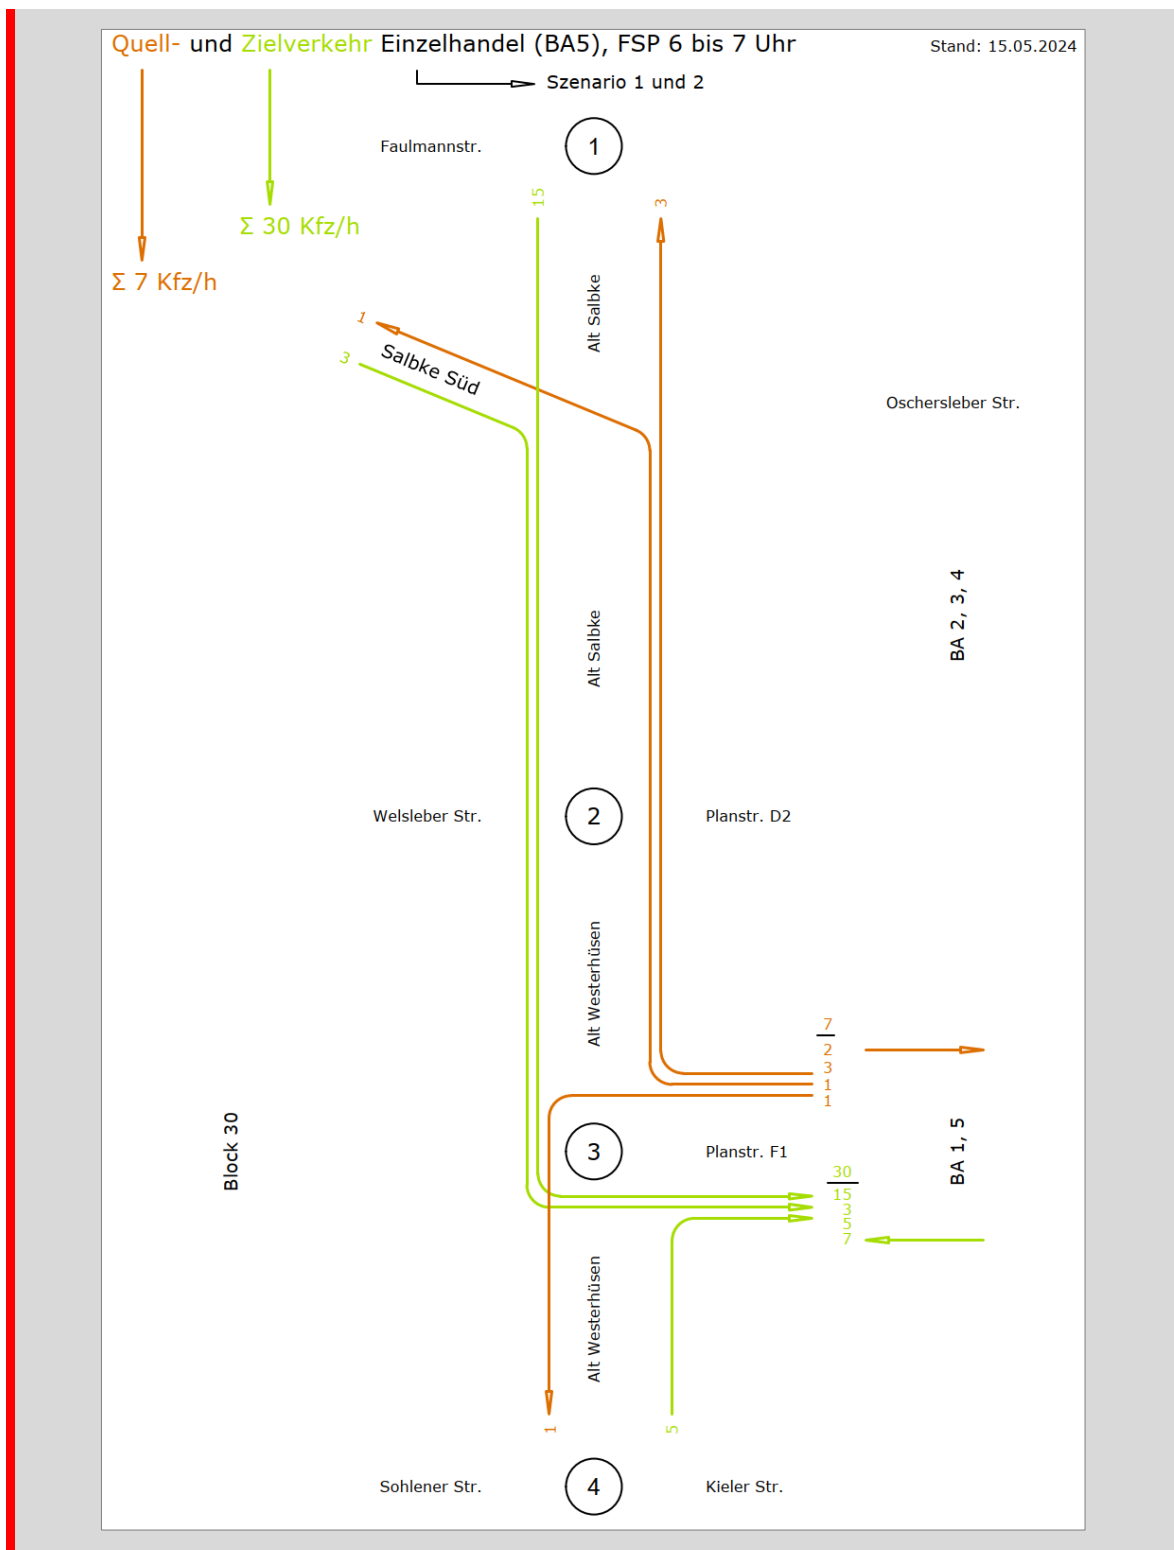 Quell- und Zielverkehr Einzelhandel (BA5), FSP 6 bis 7 Uhr
Stand: 15.05.2024
Szenario 1 und 2
Faulmannstr.
1
15
3
Σ 30 Kfz/h
Σ 7 Kfz/h
Alt Salbke
1
3
Salbke Süd
Oschersleber Str.
BA 2, 3, 4
Alt Salbke
Welsleber Str.
2
Planstr. D2
Alt Westerhüsen
7
2
3
1
1
Block 30
3
Planstr. F1
BA 1, 5
30
15
3
5
7
Alt Westerhüsen
1
5
Sohlener Str.
4
Kieler Str.